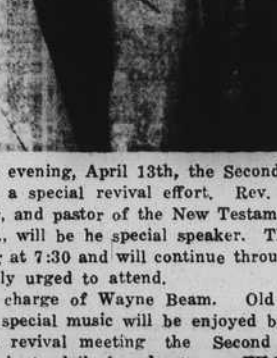 evening, April 13th, the Second
a special revival effort. Rev.
, and pastor of the New Testam
., will be he special speaker. T
at 7:30 and will continue throu
ly urged to attend.
charge of Wayne Beam. Old
special music will be enjoyed b
revival meeting the Second